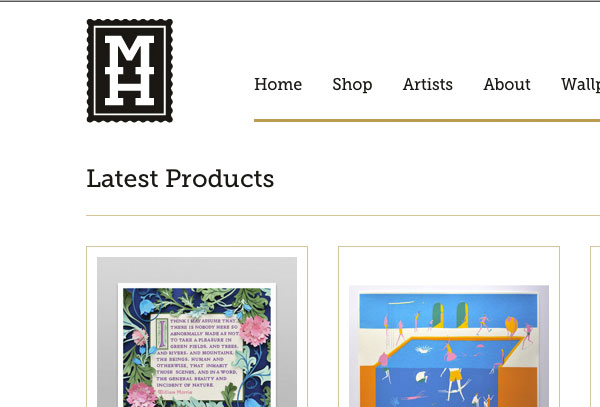 MH
Home Shop Artists About Wallp
Latest Products
I THINK I MAY ASSUME THAT
THERE IS NOBODY HERE SO
ABNORMALLY MADE AS NOT
TO TAKE A PLEASURE IN
GREEN FIELDS, AND TREES,
AND RIVERS, AND MOUNTAINS,
THE BEINGS, HUMAN AND
OTHERWISE, THAT INHABIT
THOSE SCENES, AND IN A WORD,
THE GENERAL BEAUTY AND
INCIDENT OF NATURE.
William Morris